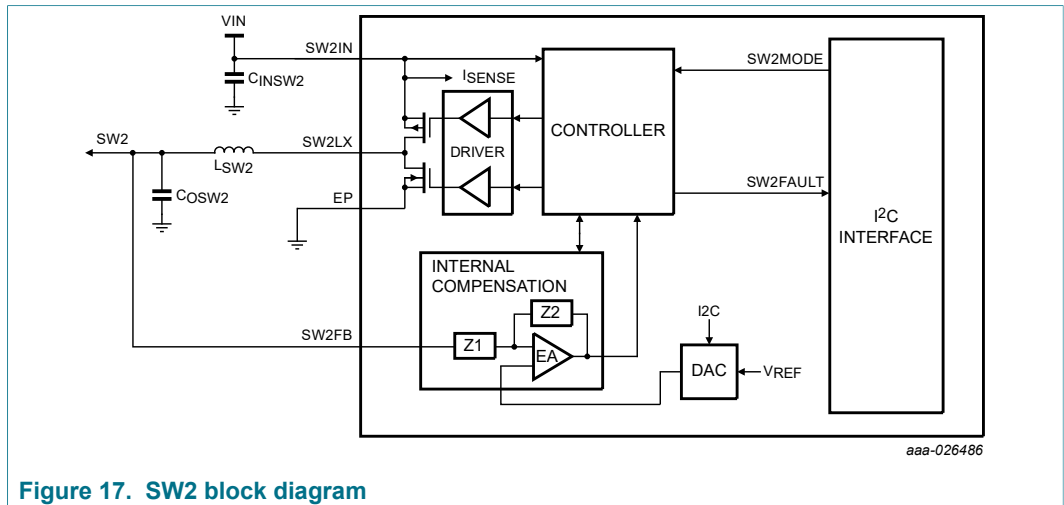 VIN
SW2IN
CINSW2
ISENSE
SW2MODE
CONTROLLER
SW2
SW2LX
LSW2
DRIVER
COSW2
EP
SW2FAULT
I2C
INTERFACE
INTERNAL
COMPENSATION
Z2
I2C
SW2FB
Z1
EA
DAC
VREF
aaa-026486
Figure 17. SW2 block diagram